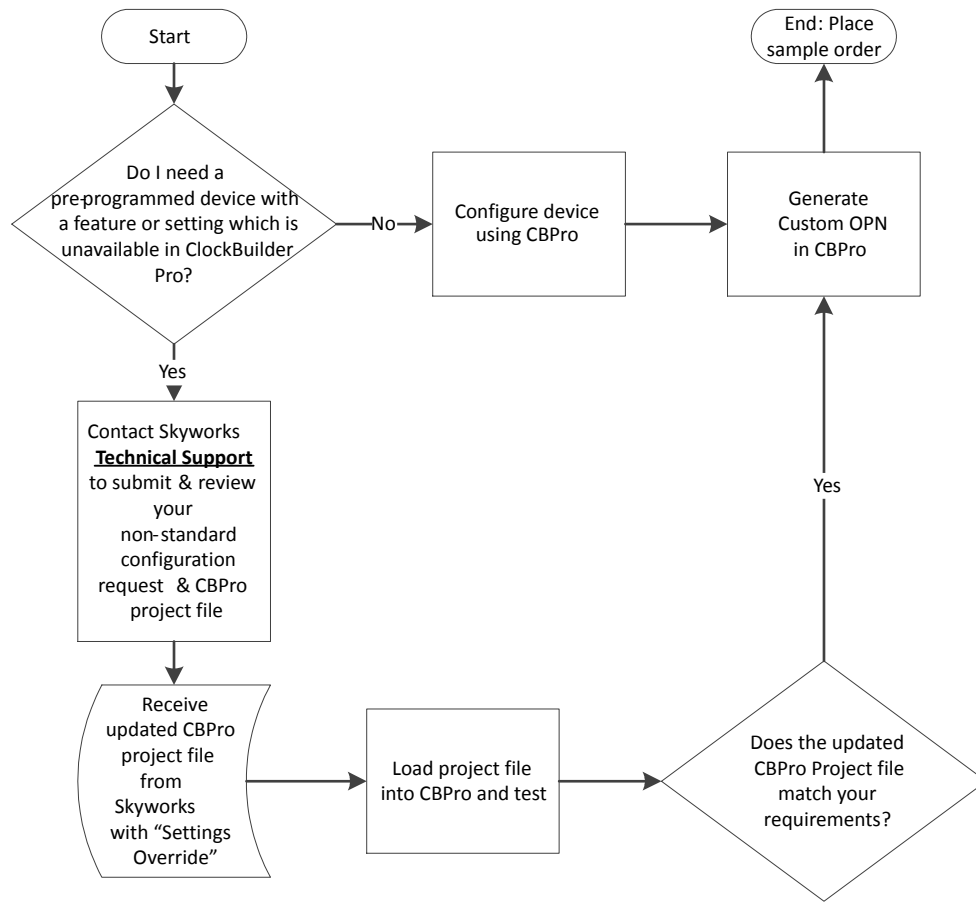 Start
End: Place
sample order
Do I need a
pre-programmed device with
a feature or setting which is
unavailable in ClockBuilder
Pro?
No
Configure device
using CBPro
Generate
Custom OPN
in CBPro
Yes
Contact Skyworks
Technical Support
to submit & review
your
non-standard
configuration
request & CBPro
project file
Yes
Receive
updated CBPro
project file
from
Skyworks
with “Settings
Override”
Load project file
into CBPro and test
Does the updated
CBPro Project file
match your
requirements?